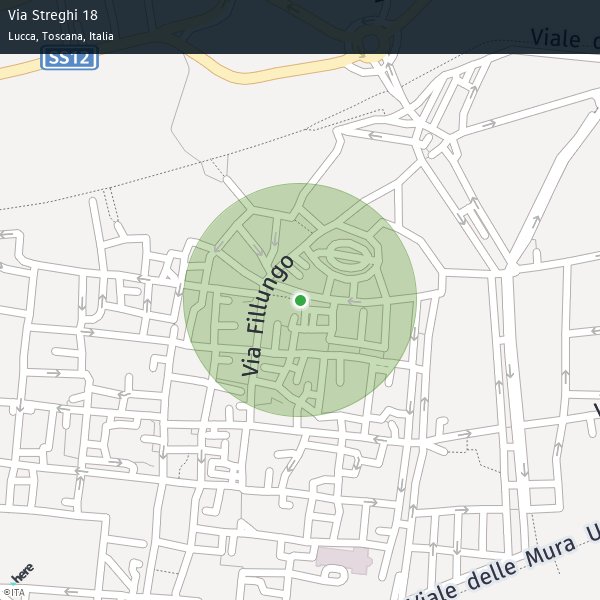 Via Streghi 18
Lucca, Toscana, Italia
Viale d
SS12
Via Fillungo
V
Viale delle Mura U
here
©ITA